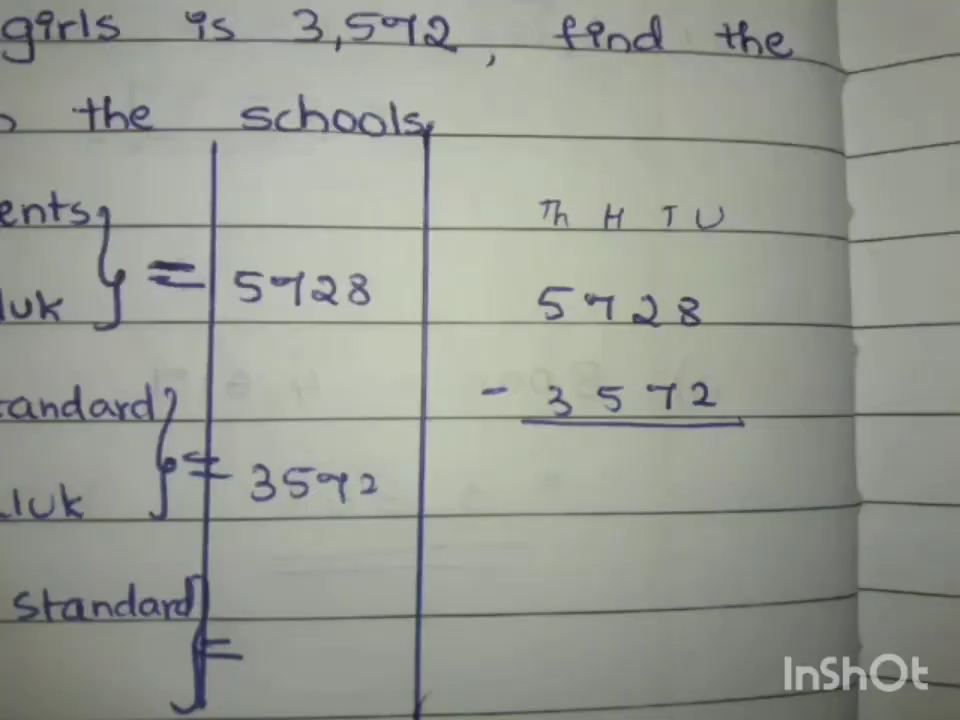 girls is 3,572, find the
the schools.
ents
Th H T U
luk } = 5728
5728
tandard
- 3572
luk } = 3572
standard } =
InShOt